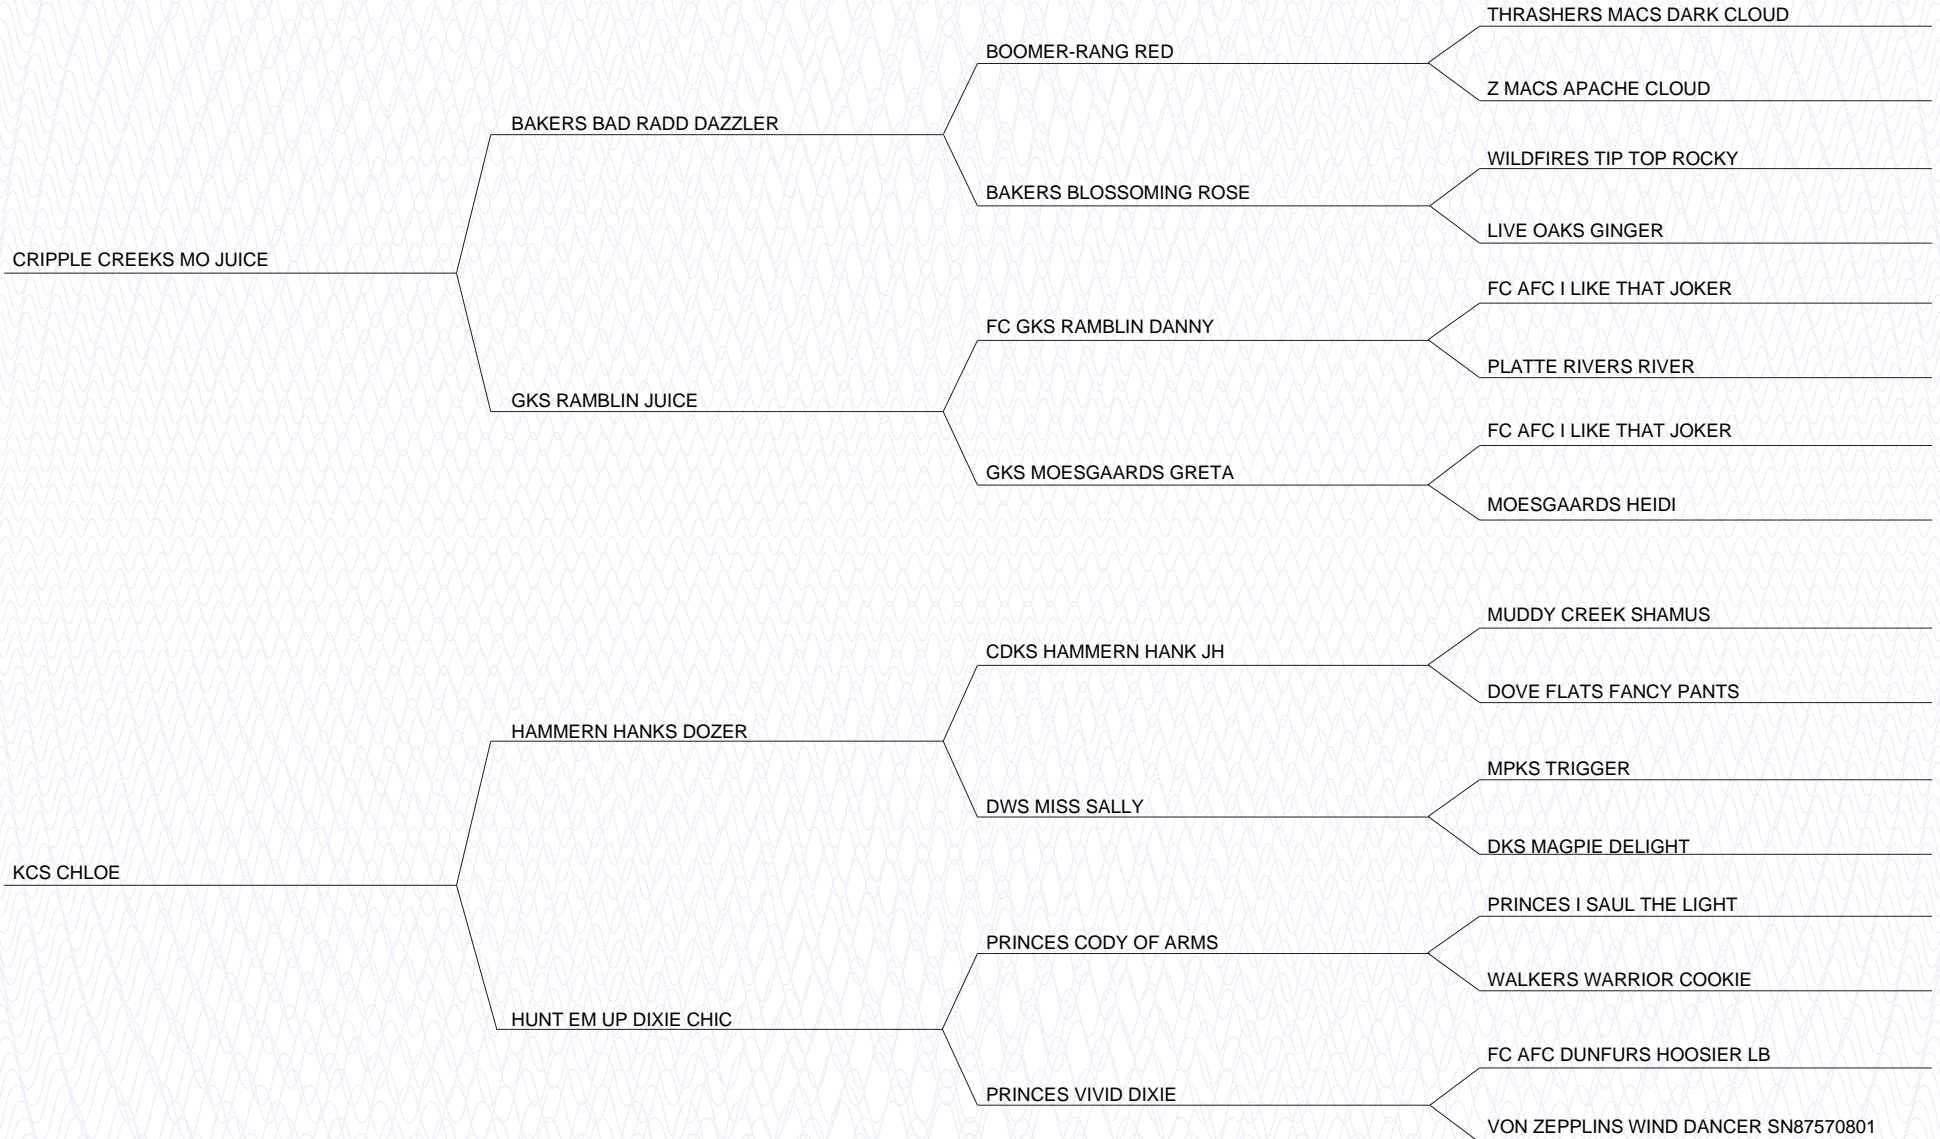 THRASHERS MACS DARK CLOUD
BOOMER-RANG RED
Z MACS APACHE CLOUD
BAKERS BAD RADD DAZZLER
WILDFIRES TIP TOP ROCKY
BAKERS BLOSSOMING ROSE
LIVE OAKS GINGER
CRIPPLE CREEKS MO JUICE
FC AFC I LIKE THAT JOKER
FC GKS RAMBLIN DANNY
PLATTE RIVERS RIVER
GKS RAMBLIN JUICE
FC AFC I LIKE THAT JOKER
GKS MOESGAARDS GRETA
MOESGAARDS HEIDI
MUDDY CREEK SHAMUS
CDKS HAMMERN HANK JH
DOVE FLATS FANCY PANTS
HAMMERN HANKS DOZER
MPKS TRIGGER
DWS MISS SALLY
DKS MAGPIE DELIGHT
KCS CHLOE
PRINCES I SAUL THE LIGHT
PRINCES CODY OF ARMS
WALKERS WARRIOR COOKIE
HUNT EM UP DIXIE CHIC
FC AFC DUNFURS HOOSIER LB
PRINCES VIVID DIXIE
VON ZEPPLINS WIND DANCER SN87570801